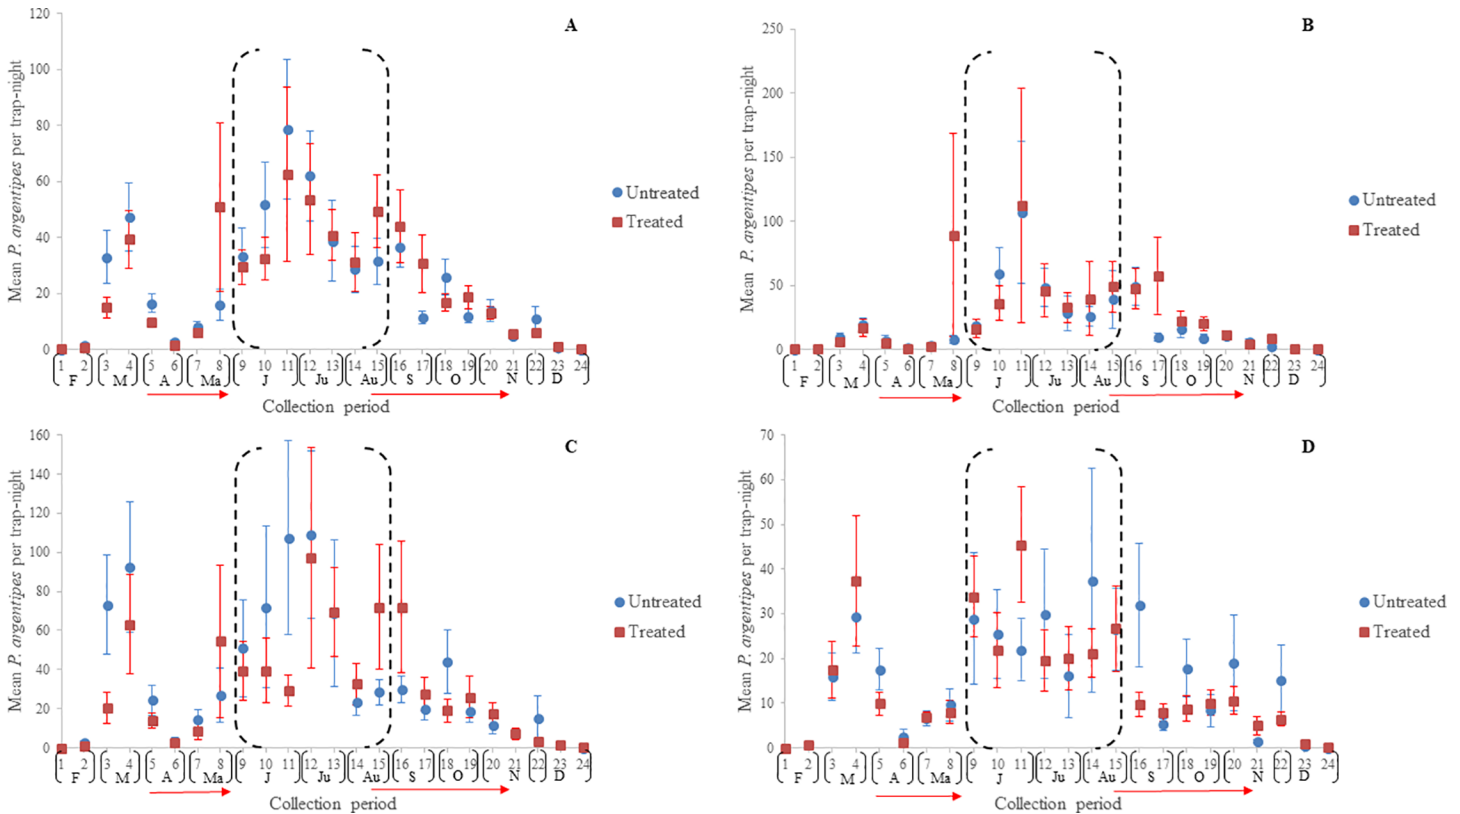 A
Mean P. argentipes per trap-night
120
100
80
60
40
20
0
1 2 3 4 5 6 7 8 9 10 11 12 13 14 15 16 17 18 19 20 21 22 23 24
F M A Ma J Ju Au S O N D
Collection period
Untreated
Treated
B
Mean P. argentipes per trap-night
250
200
150
100
50
0
1 2 3 4 5 6 7 8 9 10 11 12 13 14 15 16 17 18 19 20 21 22 23 24
F M A Ma J Ju Au S O N D
Collection period
Untreated
Treated
C
Mean P. argentipes per trap-night
160
140
120
100
80
60
40
20
0
1 2 3 4 5 6 7 8 9 10 11 12 13 14 15 16 17 18 19 20 21 22 23 24
F M A Ma J Ju Au S O N D
Collection period
Untreated
Treated
D
Mean P. argentipes per trap-night
70
60
50
40
30
20
10
0
1 2 3 4 5 6 7 8 9 10 11 12 13 14 15 16 17 18 19 20 21 22 23 24
F M A Ma J Ju Au S O N D
Collection period
Untreated
Treated